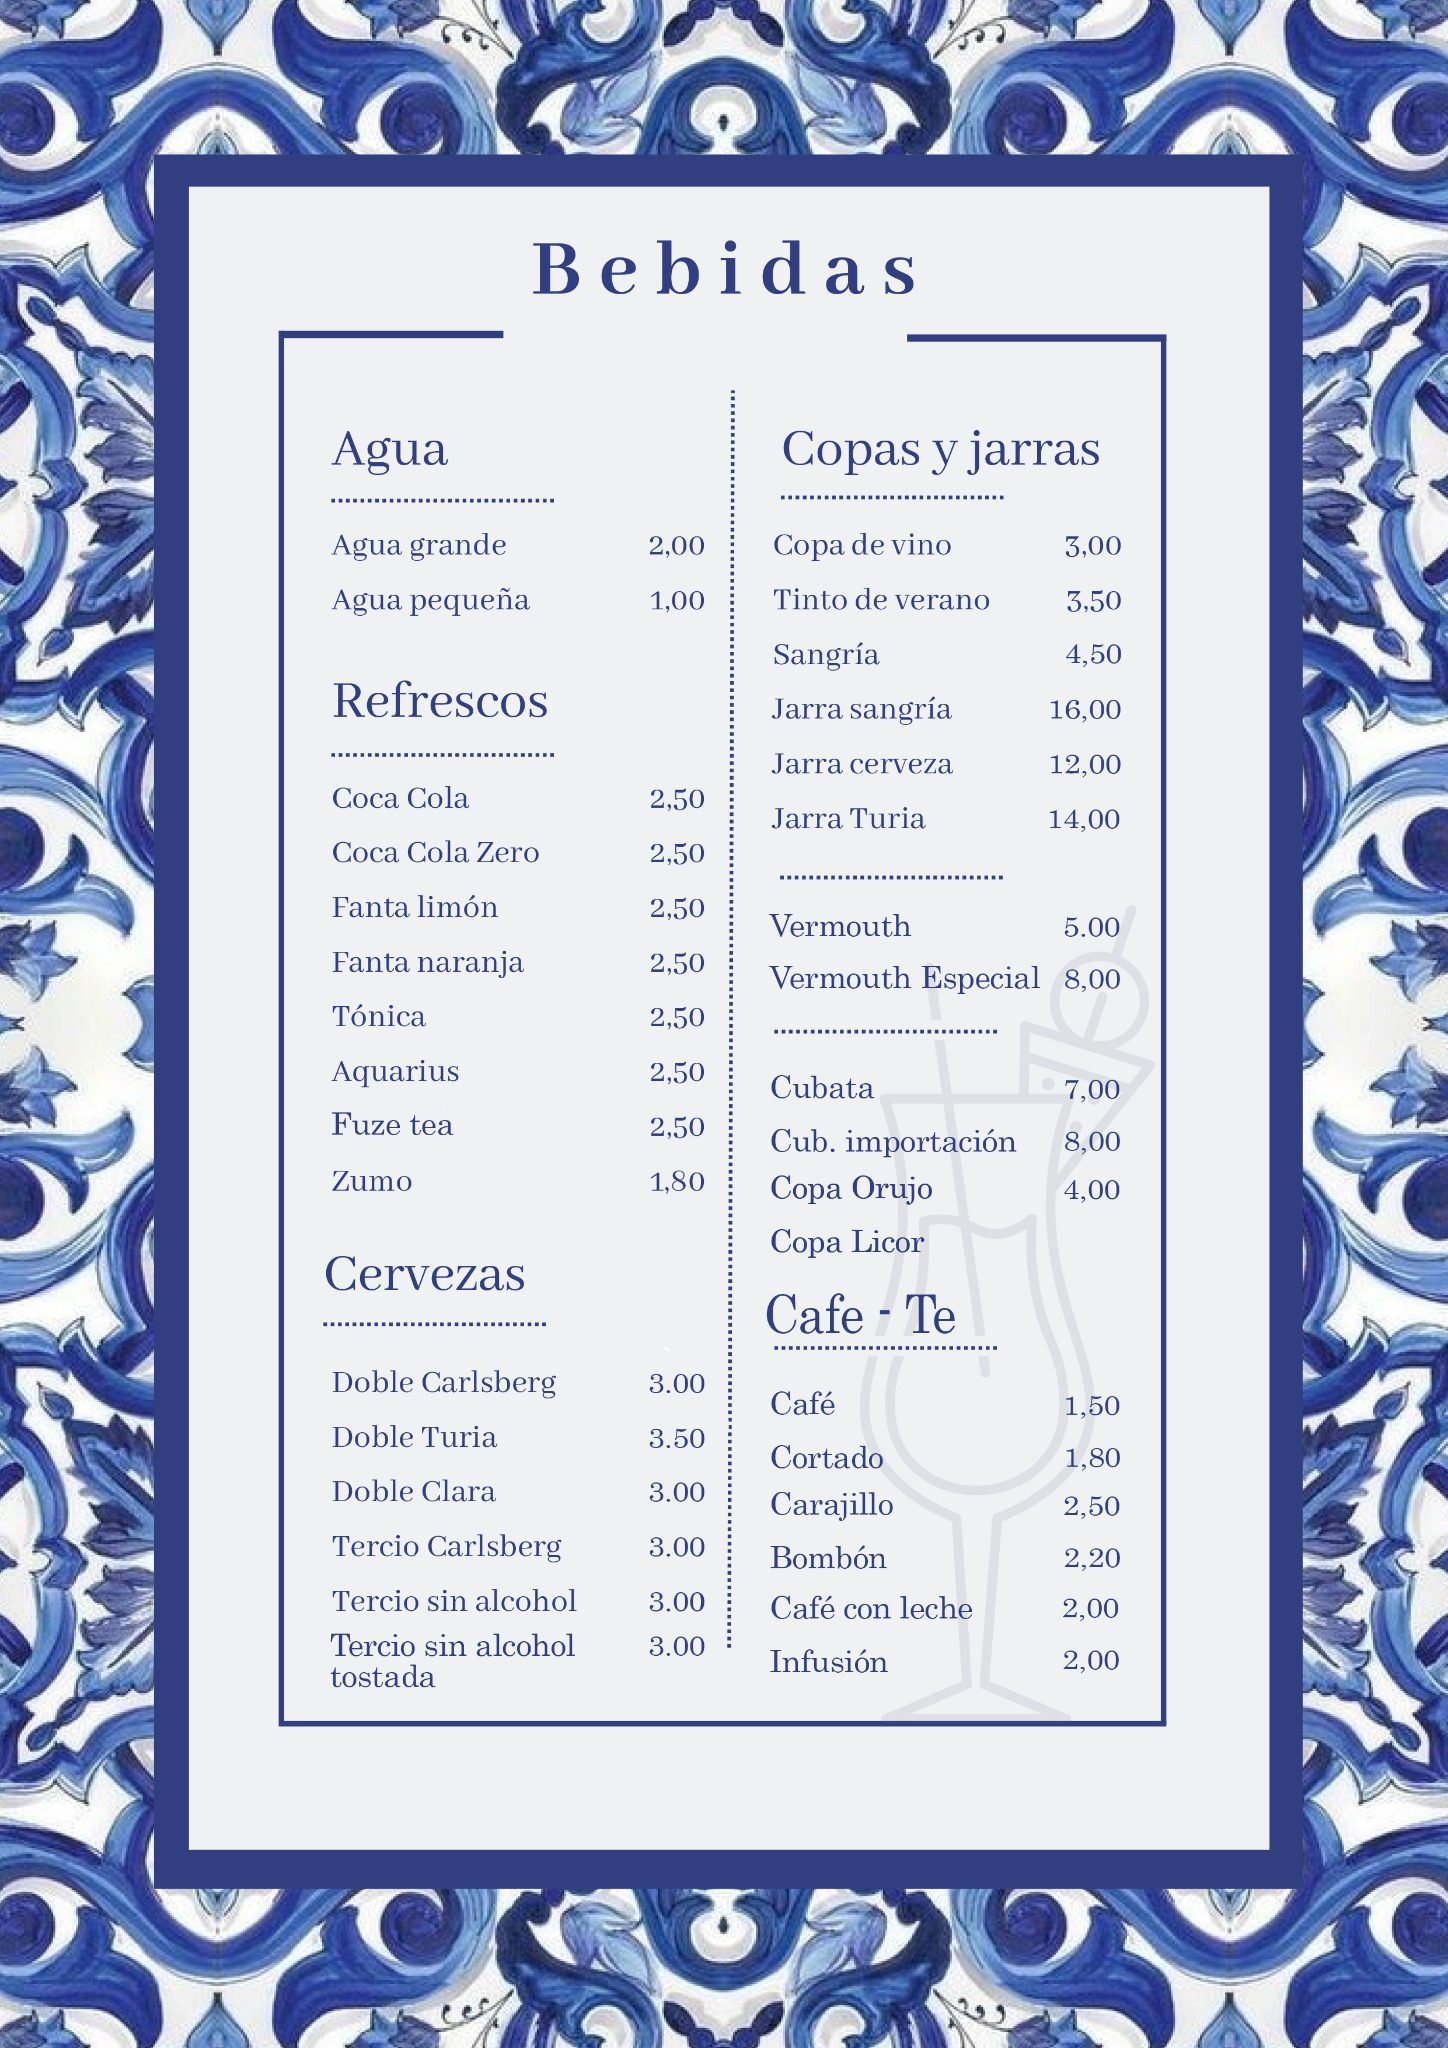 Bebidas
Agua
Agua grande 2,00
Agua pequeña 1,00
Refrescos
Coca Cola 2,50
Coca Cola Zero 2,50
Fanta limón 2,50
Fanta naranja 2,50
Tónica 2,50
Aquarius 2,50
Fuze tea 2,50
Zumo 1,80
Cervezas
Doble Carlsberg 3.00
Doble Turia 3.50
Doble Clara 3.00
Tercio Carlsberg 3.00
Tercio sin alcohol 3.00
Tercio sin alcohol 3.00
tostada
Copas y jarras
Copa de vino 3,00
Tinto de verano 3,50
Sangría 4,50
Jarra sangría 16,00
Jarra cerveza 12,00
Jarra Turia 14,00
Vermouth 5.00
Vermouth Especial 8,00
Cubata 7,00
Cub. importación 8,00
Copa Orujo 4,00
Copa Licor
Cafe - Te
Café 1,50
Cortado 1,80
Carajillo 2,50
Bombón 2,20
Café con leche 2,00
Infusión 2,00